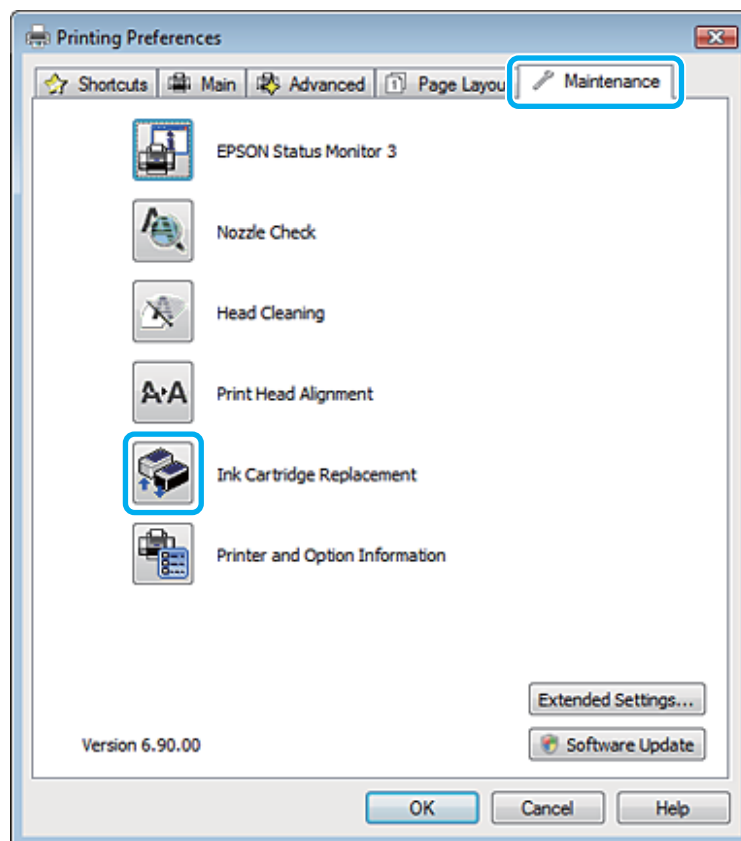 Printing Preferences
Shortcuts Main Advanced 1 Page Layou Maintenance
EPSON Status Monitor 3
Nozzle Check
Head Cleaning
A A Print Head Alignment
Ink Cartridge Replacement
Printer and Option Information
Extended Settings...
Version 6.90.00 Software Update
OK Cancel Help